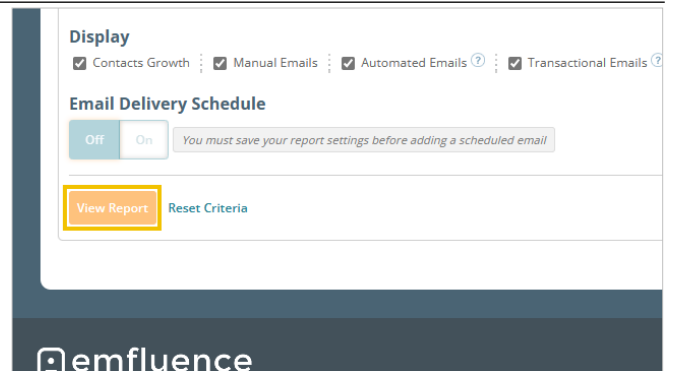 Display
Contacts Growth Manual Emails Automated Emails ? Transactional Emails ?
Email Delivery Schedule
Off On You must save your report settings before adding a scheduled email
View Report Reset Criteria
emfluence